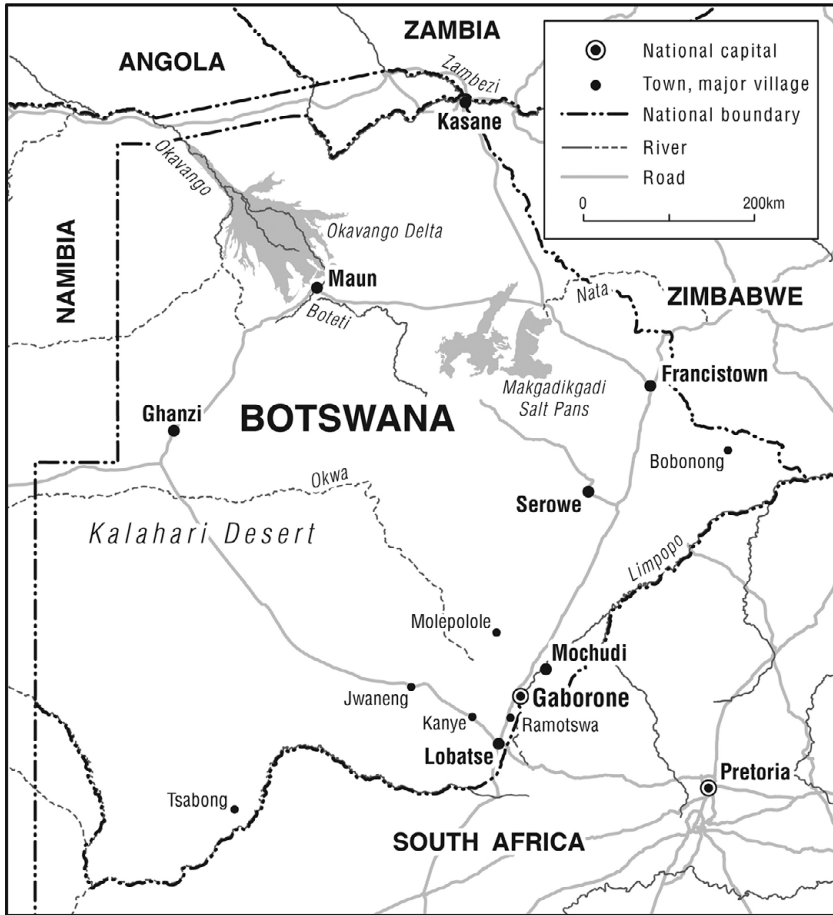 ZAMBIA
ANGOLA
Zambezi
Kasane
National capital
Town, major village
National boundary
River
Road
0
200km
Okavango
Okavango Delta
NAMIBIA
Maun
Boteti
Nata
ZIMBABWE
Makgadikgadi
Salt Pans
Francistown
Ghanzi
BOTSWANA
Bobonong
Okwa
Serowe
Kalahari Desert
Limpopo
Molepolole
Mochudi
Jwaneng
Gaborone
Kanye
Ramotswa
Lobatse
Pretoria
Tsabong
SOUTH AFRICA